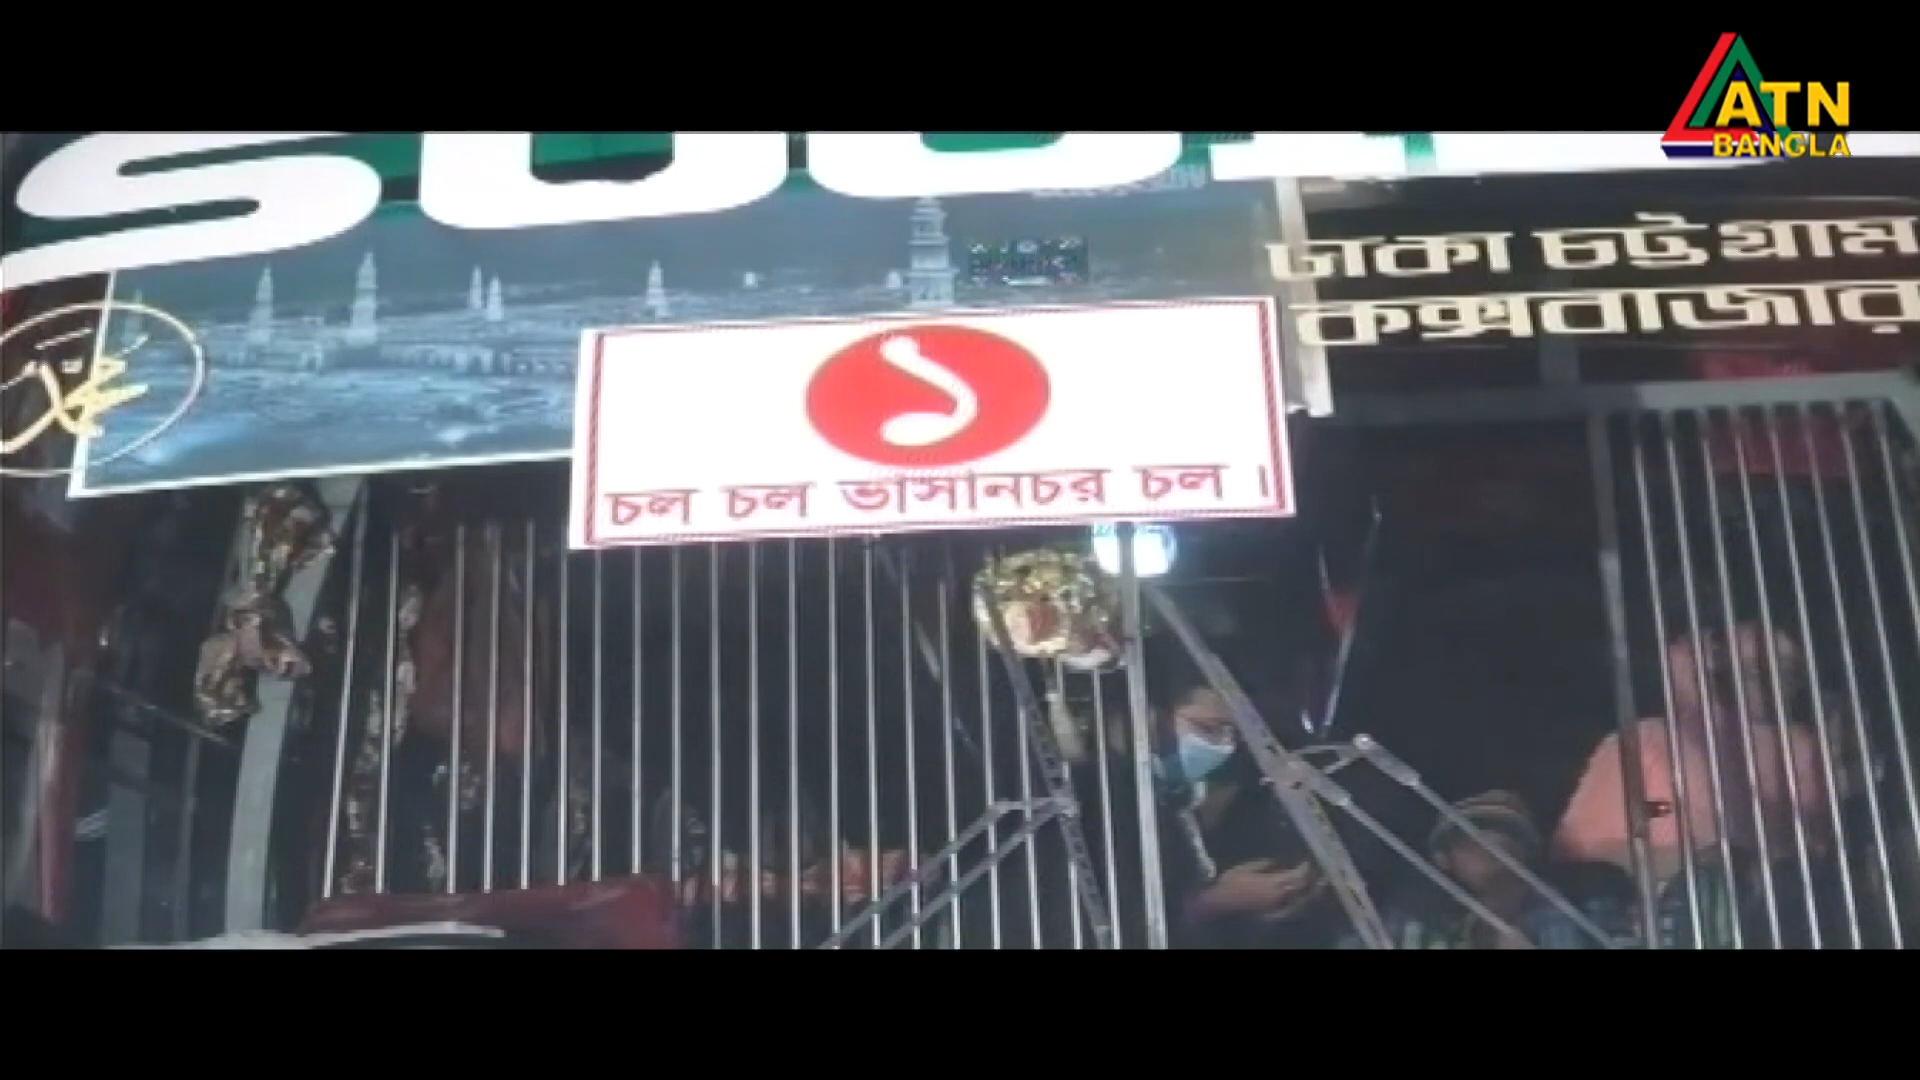 ATN
BANGLA
ঢাকা চট্টগ্রাম
কক্সবাজার
১
চল চল ভাসানচর চল।